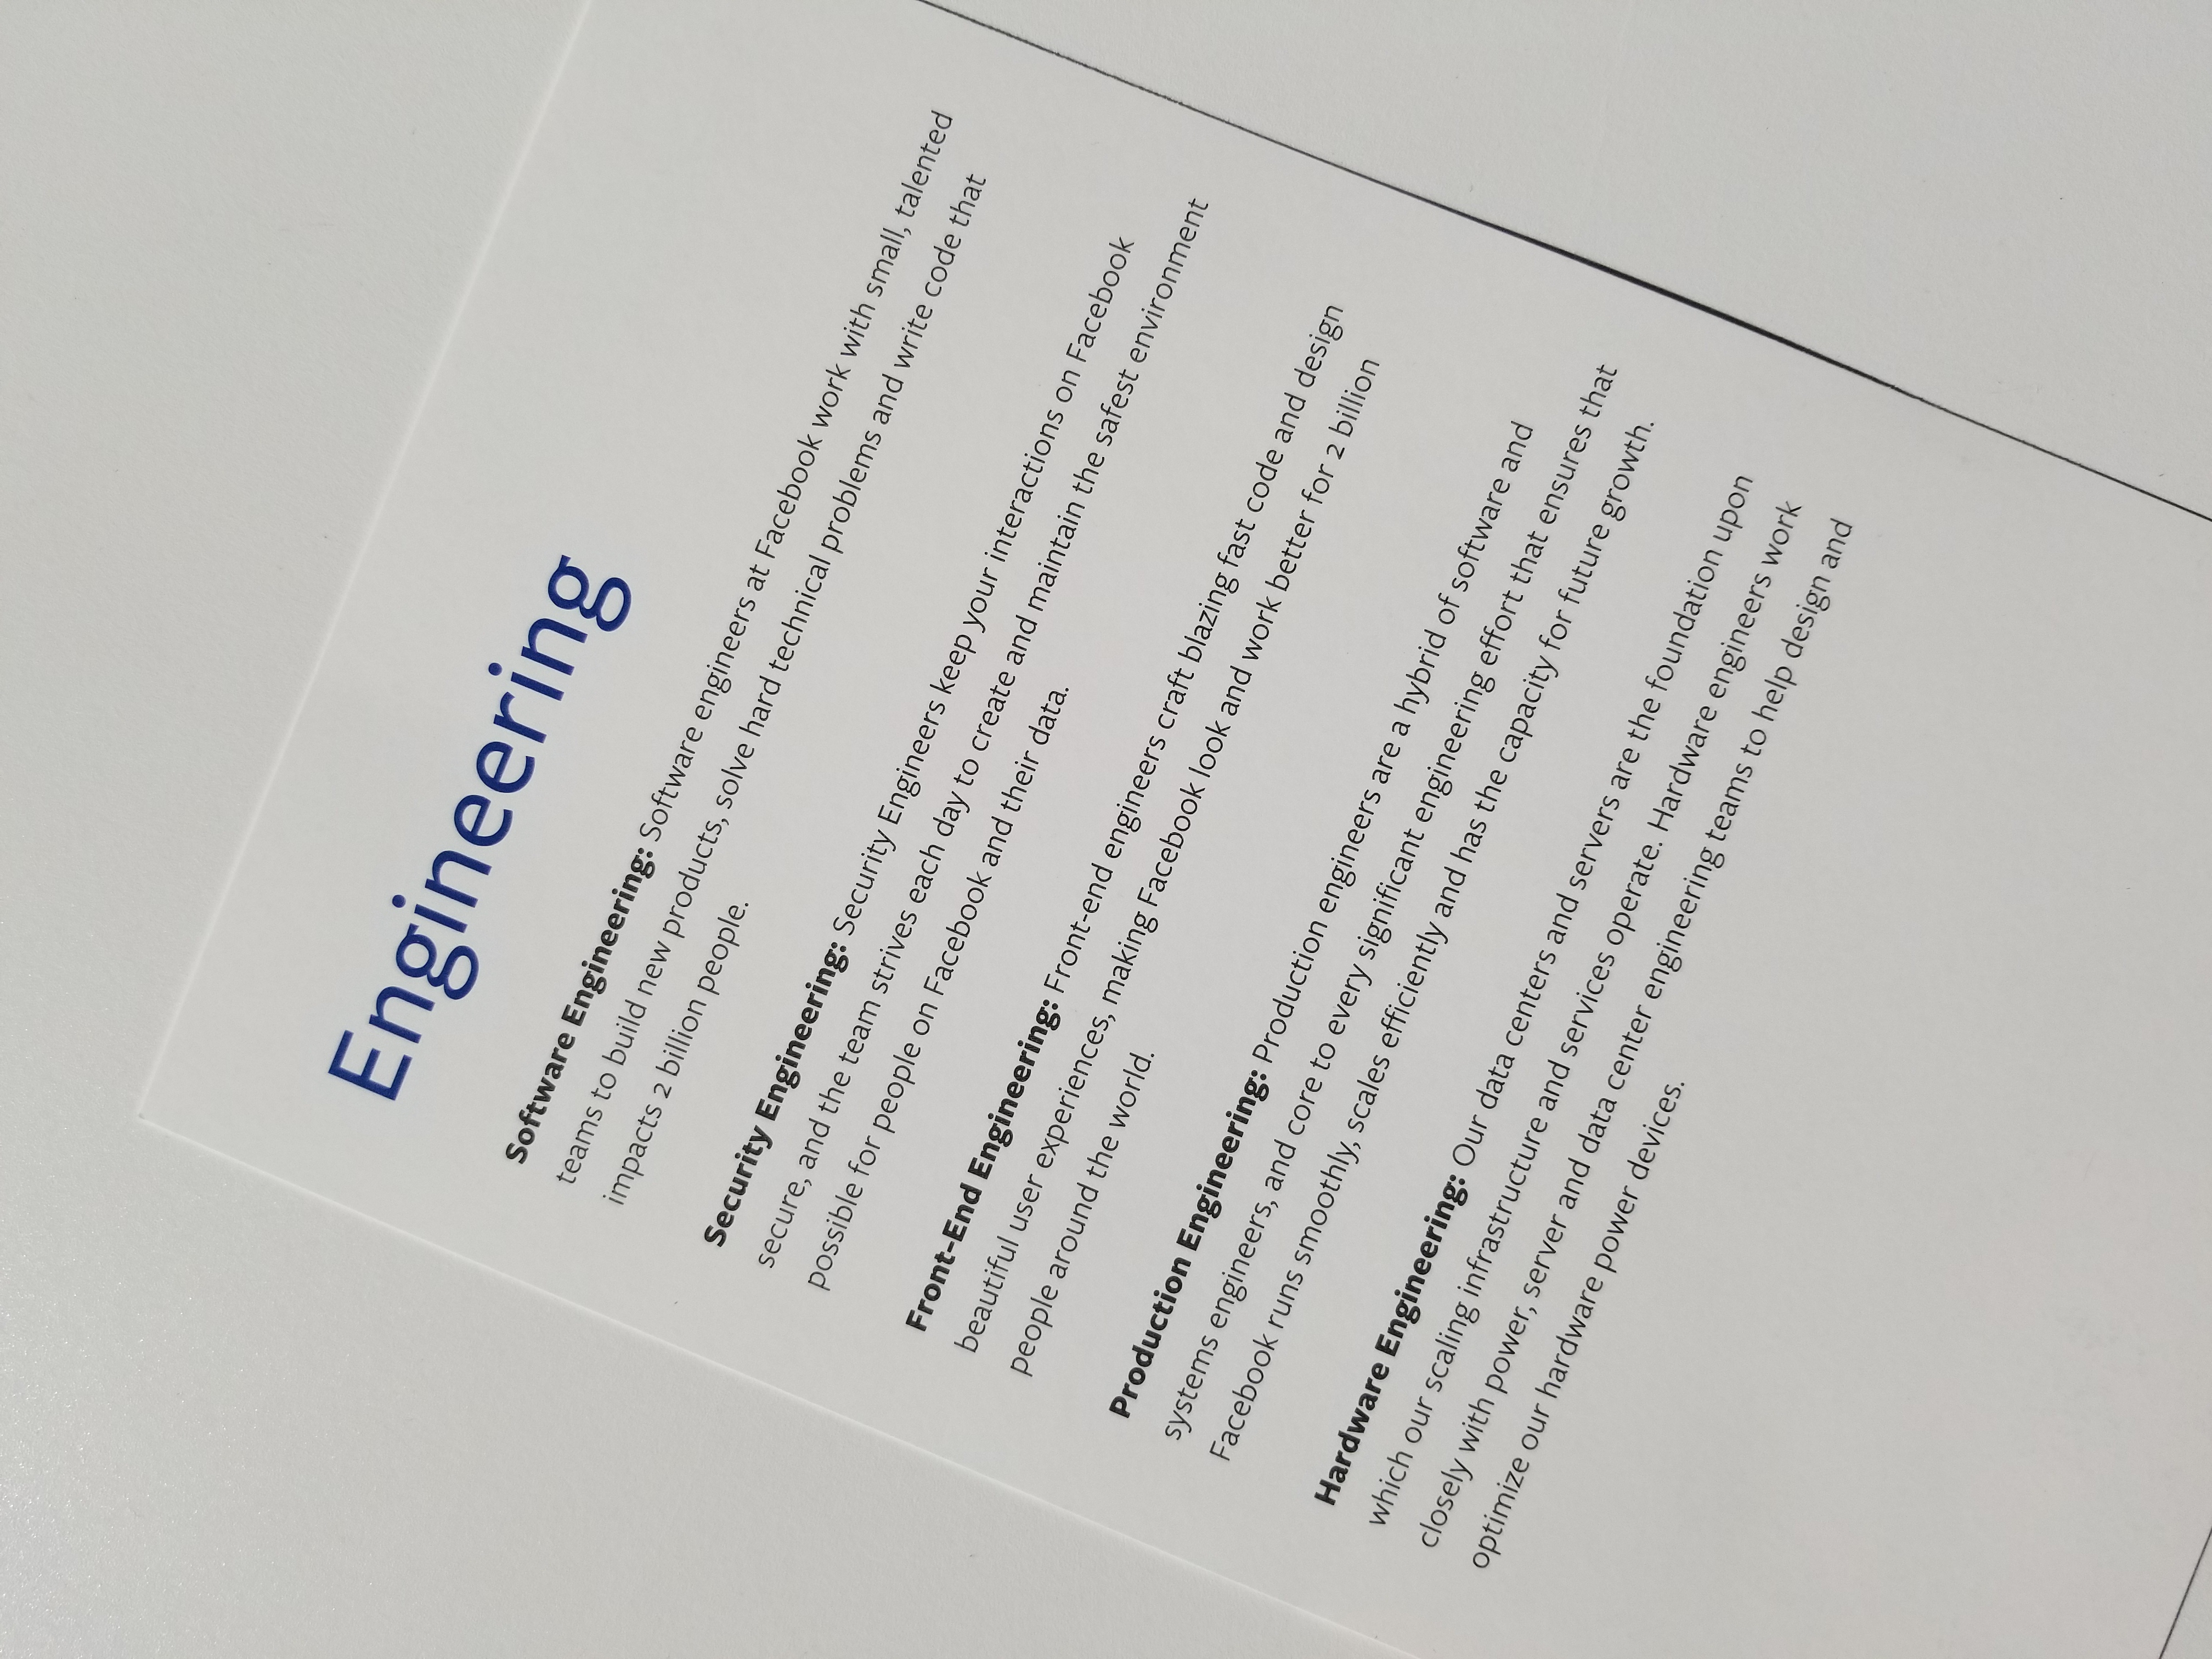 Engineering
Software Engineering: Software engineers at Facebook work with small, talented
teams to build new products, solve hard technical problems and write code that
impacts 2 billion people.
Security Engineering: Security Engineers keep your interactions on Facebook
secure, and the team strives each day to create and maintain the safest environment
possible for people on Facebook and their data.
Front-End Engineering: Front-end engineers craft blazing fast code and design
beautiful user experiences, making Facebook look and work better for 2 billion
people around the world.
Production Engineering: Production engineers are a hybrid of software and
systems engineers, and core to every significant engineering effort that ensures that
Facebook runs smoothly, scales efficiently and has the capacity for future growth.
Hardware Engineering: Our data centers and servers are the foundation upon
which our scaling infrastructure and services operate. Hardware engineers work
closely with power, server and data center engineering teams to help design and
optimize our hardware power devices.